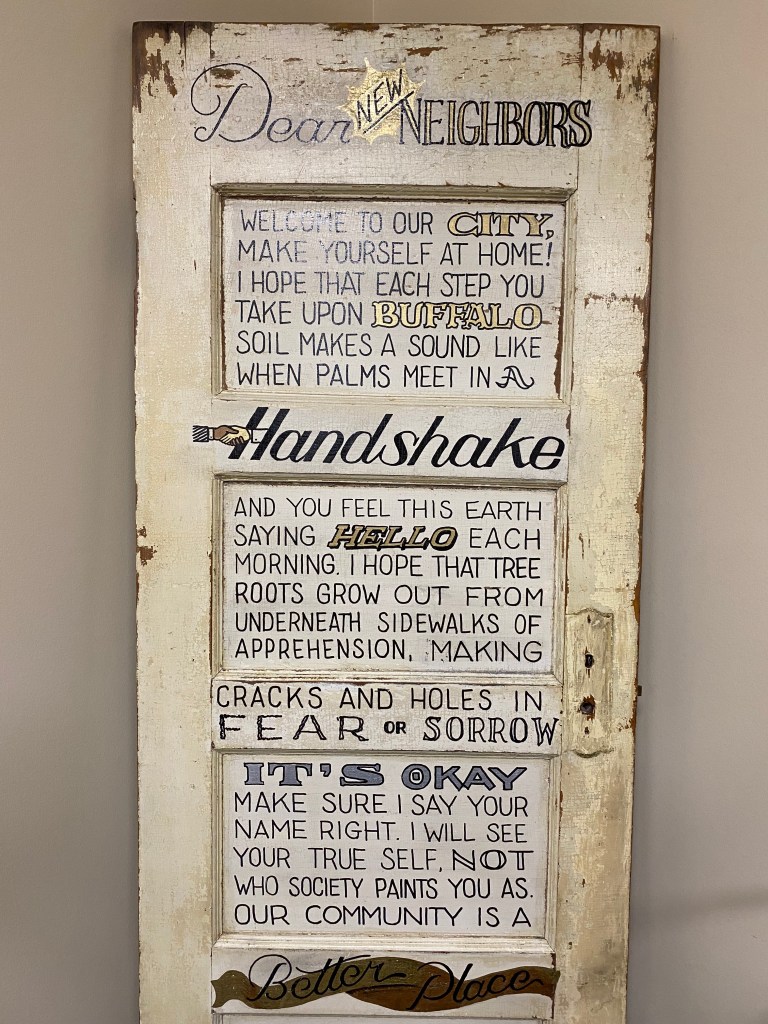 Dear NEW NEIGHBORS
WELCOME TO OUR CITY,
MAKE YOURSELF AT HOME!
I HOPE THAT EACH STEP YOU
TAKE UPON BUFFALO
SOIL MAKES A SOUND LIKE
WHEN PALMS MEET IN A
Handshake
AND YOU FEEL THIS EARTH
SAYING HELLO EACH
MORNING. I HOPE THAT TREE
ROOTS GROW OUT FROM
UNDERNEATH SIDEWALKS OF
APPREHENSION, MAKING
CRACKS AND HOLES IN
FEAR OR SORROW
IT'S OKAY
MAKE SURE I SAY YOUR
NAME RIGHT. I WILL SEE
YOUR TRUE SELF, NOT
WHO SOCIETY PAINTS YOU AS.
OUR COMMUNITY IS A
Better Place